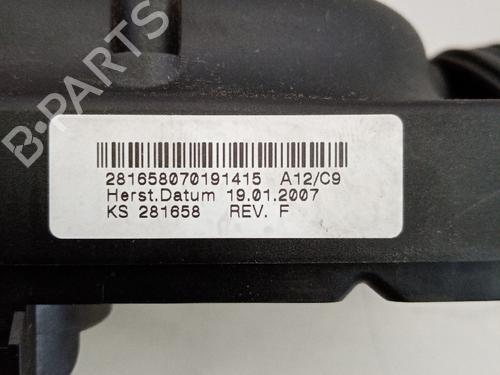 B-PARTS
281658070191415 A12/C9
Herst.Datum 19.01.2007
KS 281658 REV. F